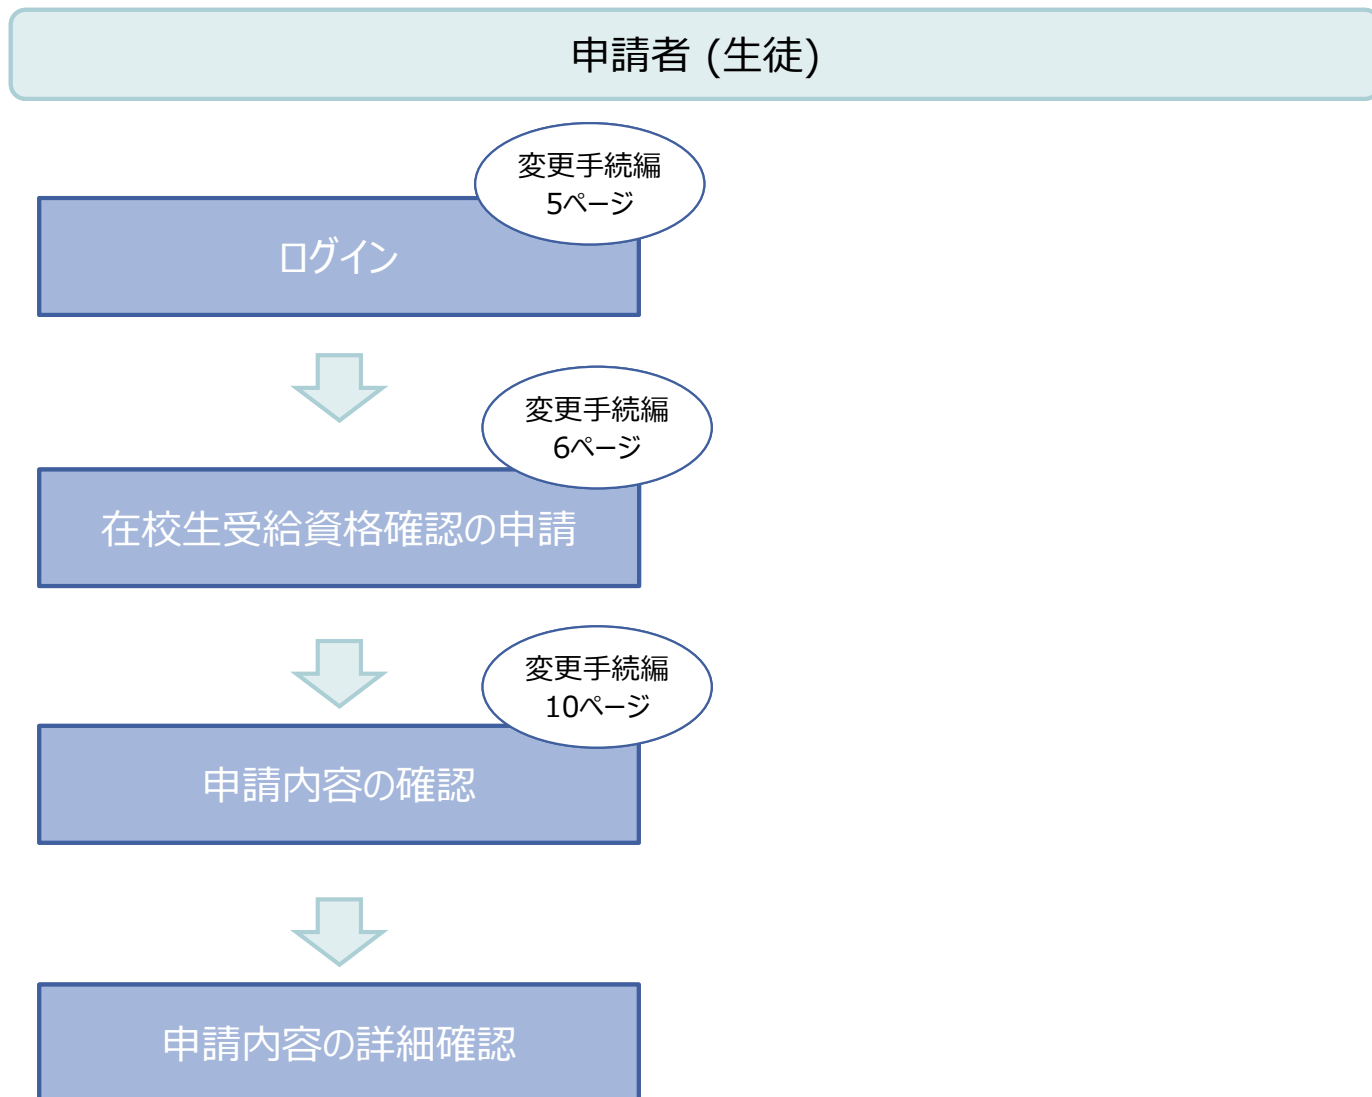 申請者 (生徒)
変更手続編
5ページ
ログイン
変更手続編
6ページ
在校生受給資格確認の申請
変更手続編
10ページ
申請内容の確認
申請内容の詳細確認